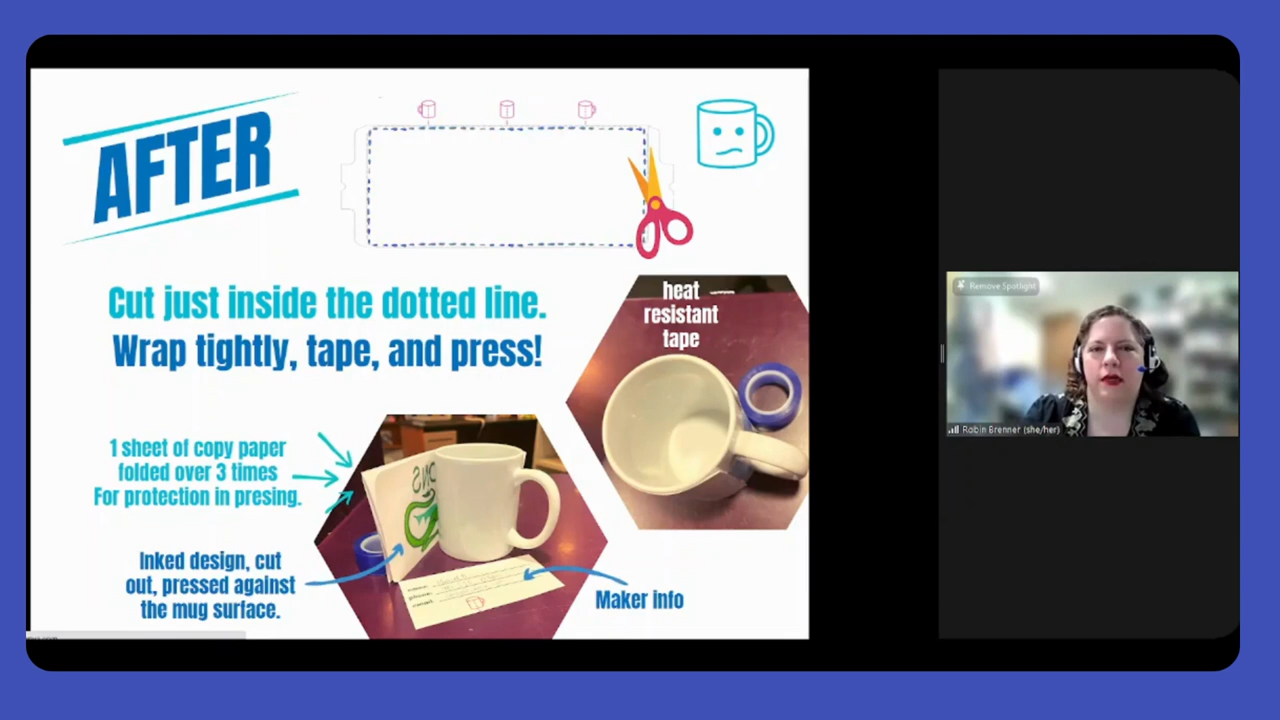 AFTER
Cut just inside the dotted line.
Wrap tightly, tape, and press!
heat
resistant
tape
1 sheet of copy paper
folded over 3 times
For protection in presing.
Inked design, cut
out, pressed against
the mug surface.
Maker info
Remove Spotlight
Robin Brenner (she/her)